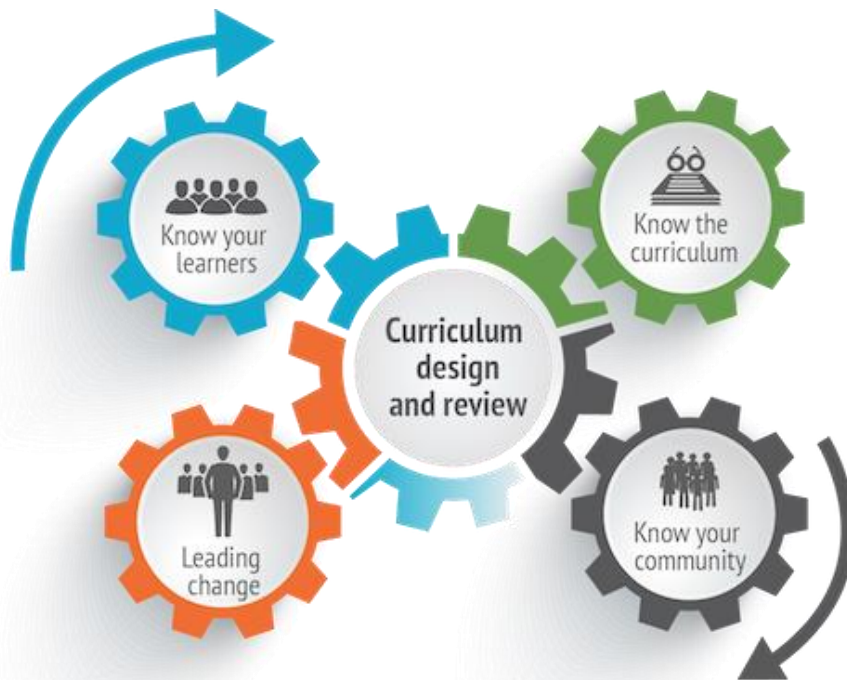 Know your
learners
Know the
curriculum
Curriculum
design
and review
Leading
change
Know your
community